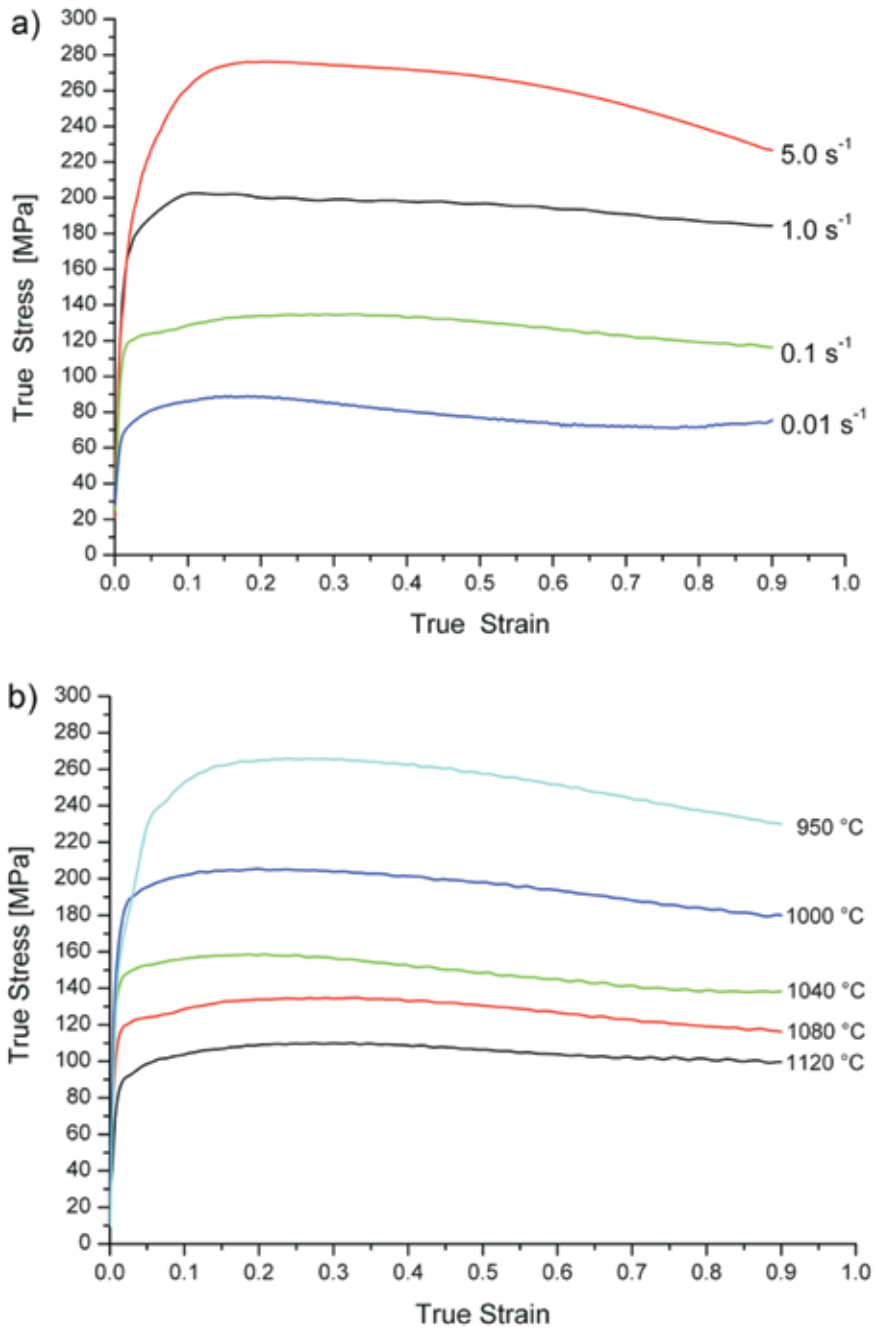 a)
300
280
260
240
220
200
180
160
140
120
100
80
60
40
20
0
True Stress [MPa]
5.0 s⁻¹
1.0 s⁻¹
0.1 s⁻¹
0.01 s⁻¹
0.0 0.1 0.2 0.3 0.4 0.5 0.6 0.7 0.8 0.9 1.0
True Strain
b)
300
280
260
240
220
200
180
160
140
120
100
80
60
40
20
0
True Stress [MPa]
950 °C
1000 °C
1040 °C
1080 °C
1120 °C
0.0 0.1 0.2 0.3 0.4 0.5 0.6 0.7 0.8 0.9 1.0
True Strain